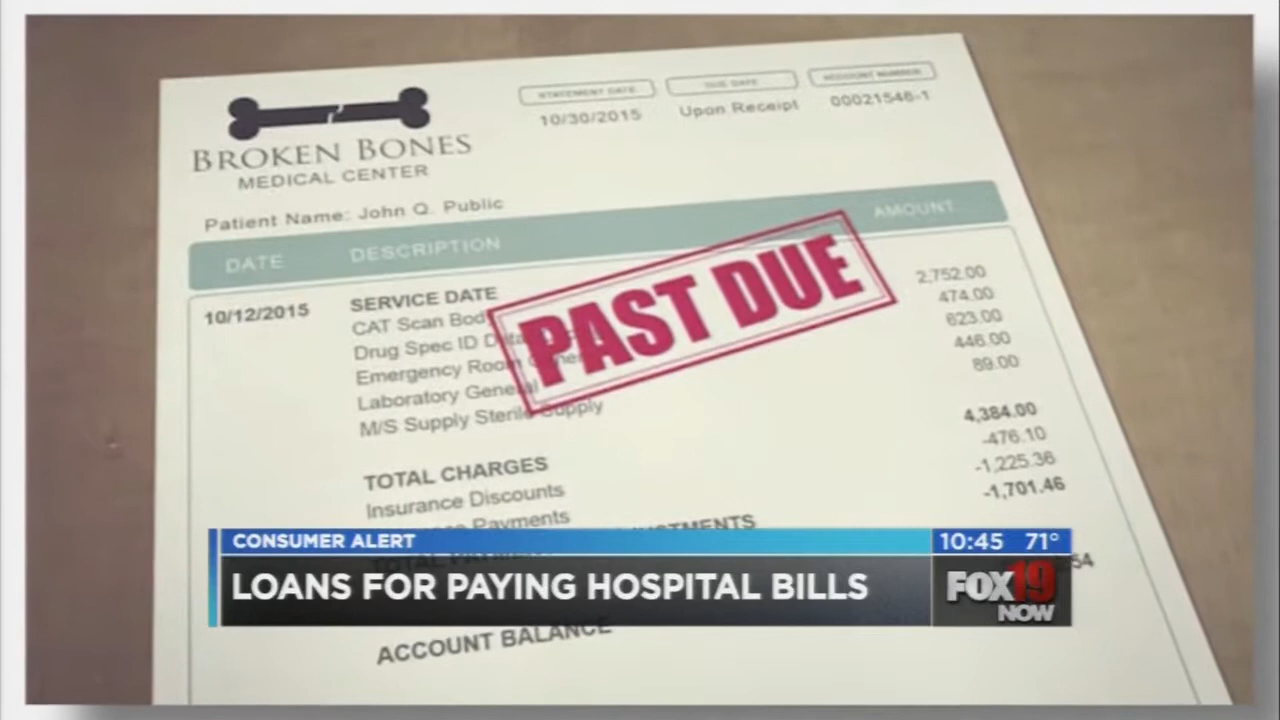 STATEMENT DATE DUE DATE ACCOUNT NUMBER
10/30/2015 Upon Receipt 00021546-1
BROKEN BONES
MEDICAL CENTER
Patient Name: John Q. Public
DATE DESCRIPTION AMOUNT
10/12/2015 SERVICE DATE
CAT Scan Body 2,752.00
Drug Spec ID 474.00
Emergency Room 623.00
Laboratory General 446.00
M/S Supply Sterile Supply 89.00
PAST DUE
TOTAL CHARGES 4,384.00
Insurance Discounts -476.10
Payments -1,225.36
-1,701.46
CONSUMER ALERT 10:45 71°
LOANS FOR PAYING HOSPITAL BILLS FOX19
NOW
54
ACCOUNT BALANCE